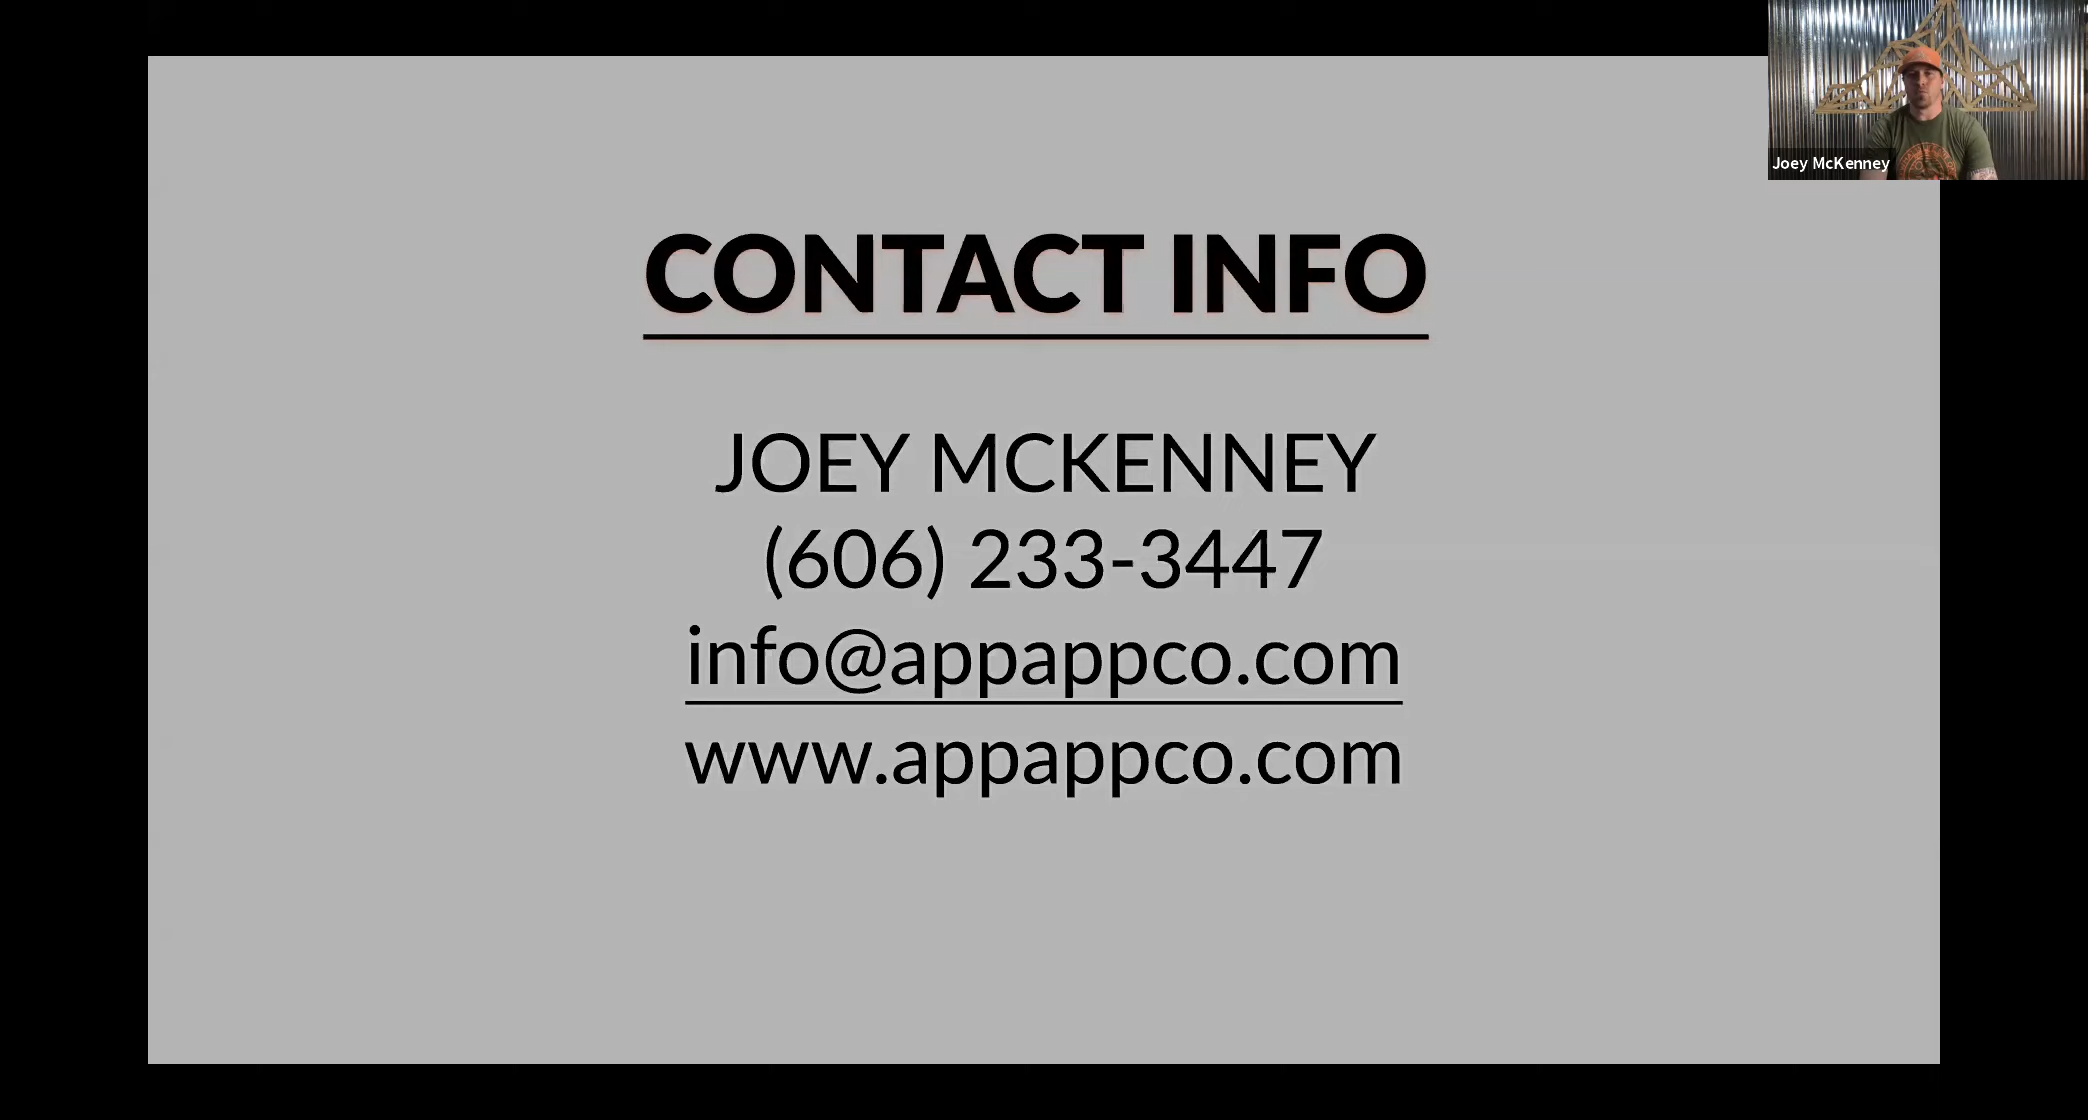 CONTACT INFO
JOEY MCKENNEY
(606) 233-3447
info@appappco.com
www.appappco.com
Joey McKenney